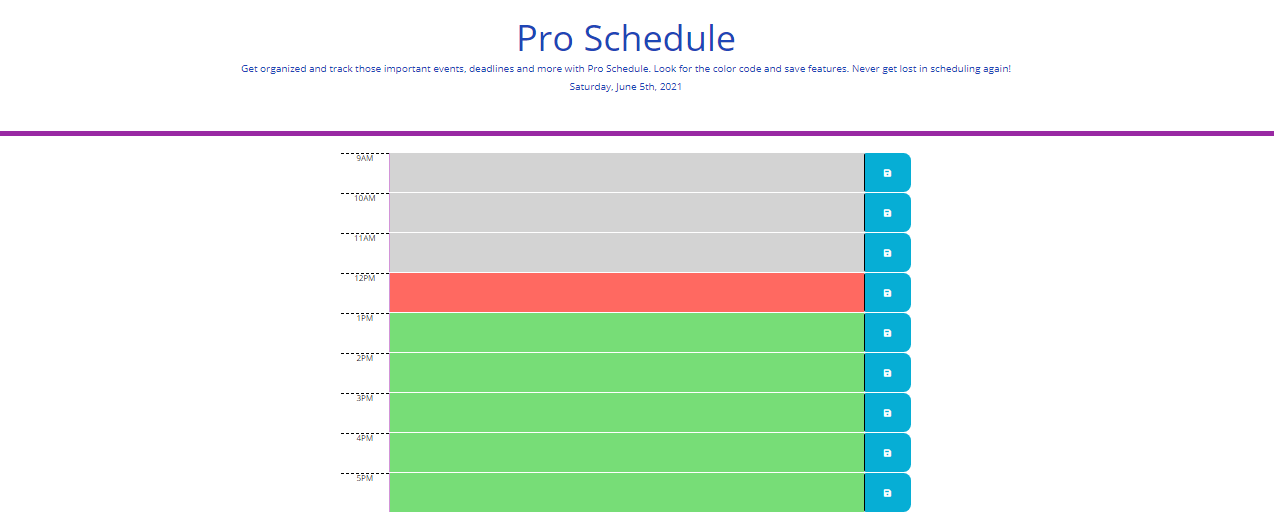 Pro Schedule
Get organized and track those important events, deadlines and more with Pro Schedule. Look for the color code and save features. Never get lost in scheduling again!
Saturday, June 5th, 2021
9AM
10AM
11AM
12PM
1PM
2PM
3PM
4PM
5PM